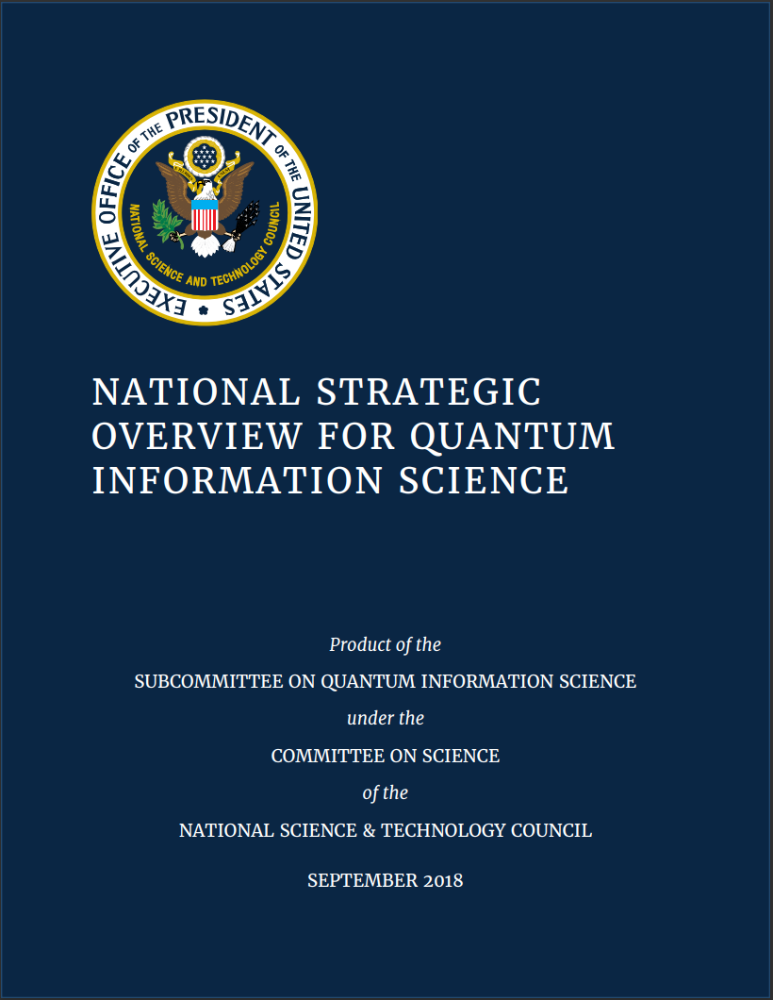 EXECUTIVE OFFICE OF THE PRESIDENT OF THE UNITED STATES
NATIONAL SCIENCE AND TECHNOLOGY COUNCIL
NATIONAL STRATEGIC
OVERVIEW FOR QUANTUM
INFORMATION SCIENCE
Product of the
SUBCOMMITTEE ON QUANTUM INFORMATION SCIENCE
under the
COMMITTEE ON SCIENCE
of the
NATIONAL SCIENCE & TECHNOLOGY COUNCIL
SEPTEMBER 2018